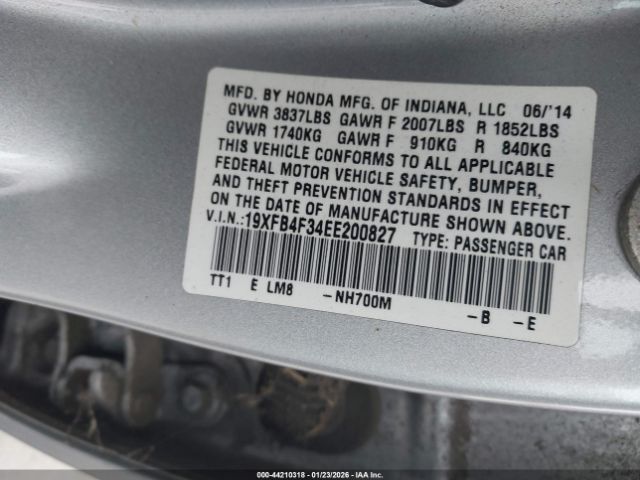 MFD. BY HONDA MFG. OF INDIANA, LLC 06/'14
GVWR 3837LBS GAWR F 2007LBS R 1852LBS
GVWR 1740KG GAWR F 910KG R 840KG
THIS VEHICLE CONFORMS TO ALL APPLICABLE
FEDERAL MOTOR VEHICLE SAFETY, BUMPER,
AND THEFT PREVENTION STANDARDS IN EFFECT
ON THE DATE OF MANUFACTURE SHOWN ABOVE.
V.I.N.:19XFB4F34EE200827 TYPE: PASSENGER CAR
TT1 E LM8 -NH700M -B -E
000-44210318 | 01/23/2026 | IAAI.COM